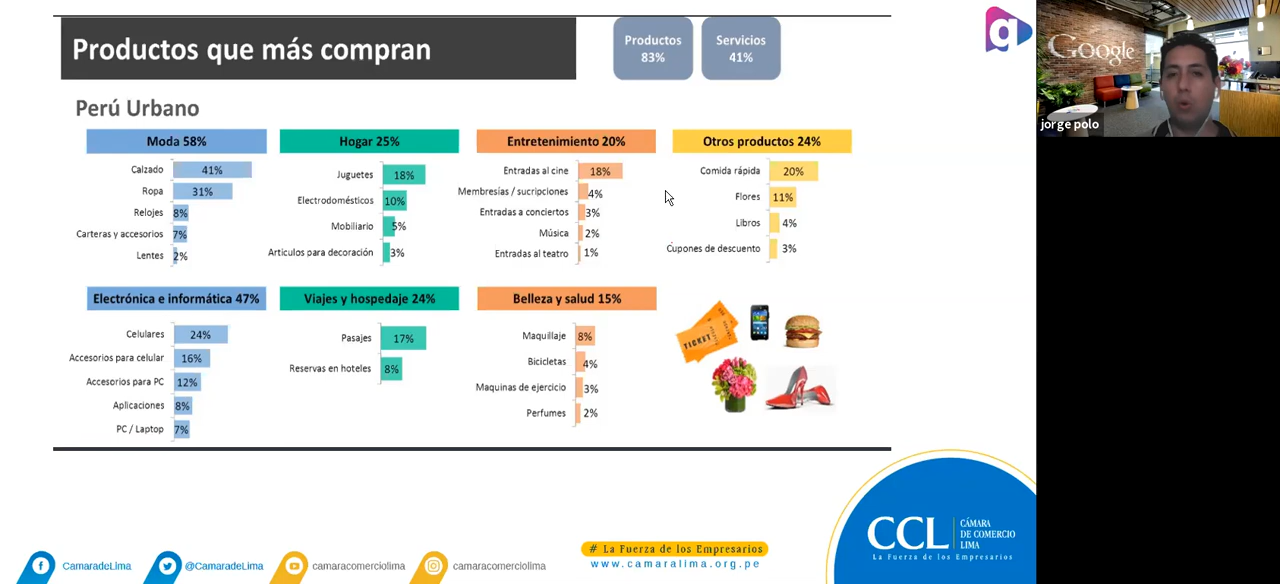 Productos que más compran
Productos
83%
Servicios
41%
Perú Urbano
Moda 58%
Calzado 41%
Ropa 31%
Relojes 8%
Carteras y accesorios 7%
Lentes 2%
Hogar 25%
Juguetes 18%
Electrodomésticos 10%
Mobiliario 5%
Articulos para decoración 3%
Entretenimiento 20%
Entradas al cine 18%
Membresías / sucripciones 4%
Entradas a conciertos 3%
Música 2%
Entradas al teatro 1%
Otros productos 24%
Comida rápida 20%
Flores 11%
Libros 4%
Cupones de descuento 3%
Electrónica e informática 47%
Celulares 24%
Accesorios para celular 16%
Accesorios para PC 12%
Aplicaciones 8%
PC / Laptop 7%
Viajes y hospedaje 24%
Pasajes 17%
Reservas en hoteles 8%
Belleza y salud 15%
Maquillaje 8%
Bicicletas 4%
Maquinas de ejercicio 3%
Perfumes 2%
TICKET
Google
jorge polo
CamaradeLima
@CamaradeLima
camaracomerciolima
camaracomerciolima
# La Fuerza de los Empresarios
www.camaralima.org.pe
CCL
CÁMARA
DE COMERCIO
LIMA
La Fuerza de los Empresarios